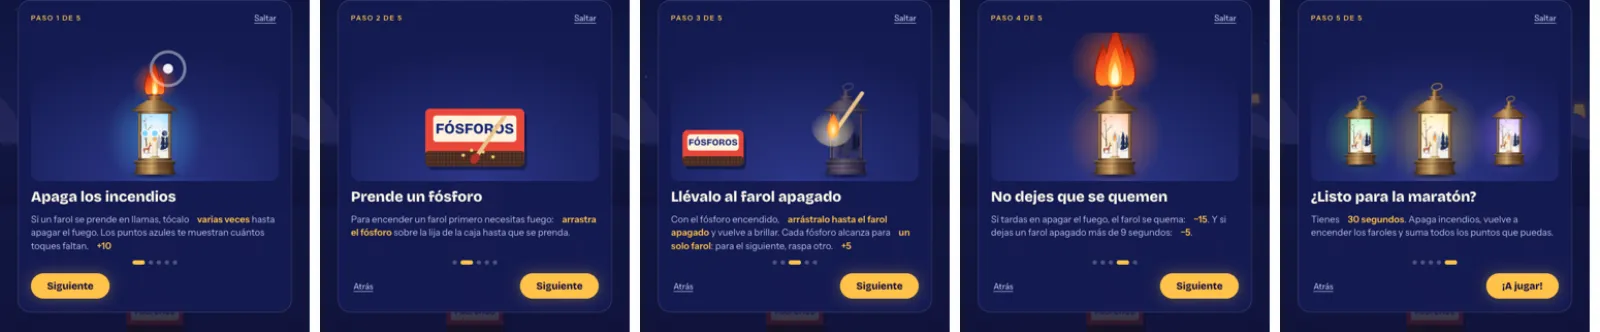 PASO 1 DE 5
Saltar
Apaga los incendios
Si un farol se prende en llamas, tócalo varias veces hasta
apagar el fuego. Los puntos azules te muestran cuántos
toques faltan. +10
Siguiente
PASO 2 DE 5
Saltar
FÓSFOROS
Prende un fósforo
Para encender un farol primero necesitas fuego: arrastra
el fósforo sobre la lija de la caja hasta que se prenda.
Atrás
Siguiente
PASO 3 DE 5
Saltar
FÓSFOROS
Llévalo al farol apagado
Con el fósforo encendido, arrástralo hasta el farol
apagado y vuelve a brillar. Cada fósforo alcanza para un
solo farol: para el siguiente, raspa otro. +5
Atrás
Siguiente
PASO 4 DE 5
Saltar
No dejes que se quemen
Si tardas en apagar el fuego, el farol se quema: −15. Y si
dejas un farol apagado más de 9 segundos: −5.
Atrás
Siguiente
PASO 5 DE 5
Saltar
¿Listo para la maratón?
Tienes 30 segundos. Apaga incendios, vuelve a
encender los faroles y suma todos los puntos que puedas.
Atrás
¡A jugar!